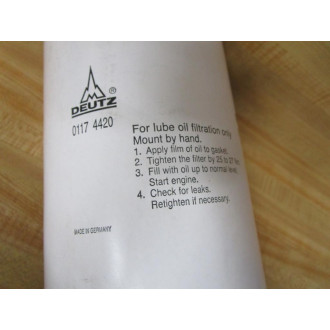 DEUTZ
®
0117 4420
For lube oil filtration only
Mount by hand.
1. Apply film of oil to gasket.
2. Tighten the filter by 25 to
3. Fill with oil up to normal level.
Start engine.
4. Check for leaks.
Retighten if necessary.
MADE IN GERMANY